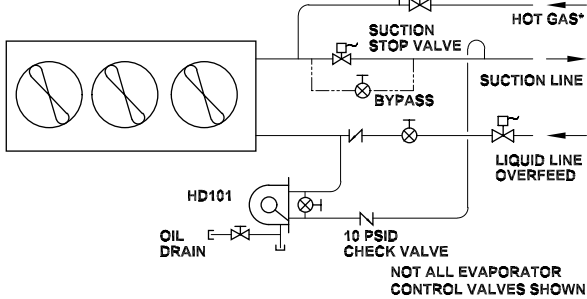 HOT GAS*
SUCTION
STOP VALVE
SUCTION LINE
BYPASS
LIQUID LINE
OVERFEED
HD101
OIL
DRAIN
10 PSID
CHECK VALVE
NOT ALL EVAPORATOR
CONTROL VALVES SHOWN